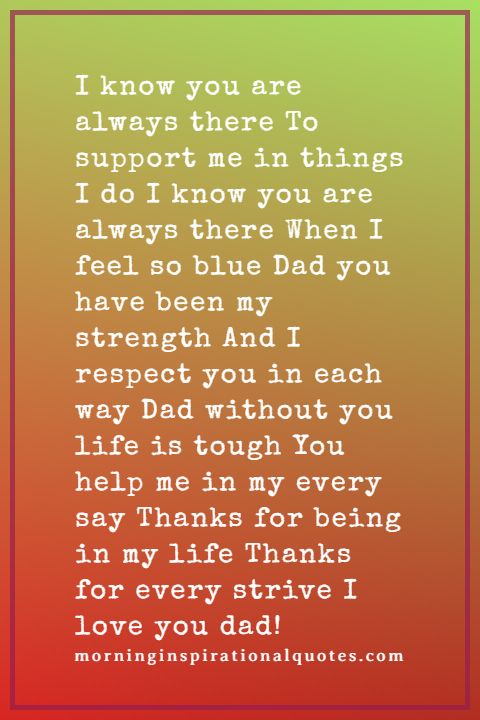 I know you are
always there To
support me in things
I do I know you are
always there When I
feel so blue Dad you
have been my
strength And I
respect you in each
way Dad without you
life is tough You
help me in my every
say Thanks for being
in my life Thanks
for every strive I
love you dad!
morninginspirationalquotes.com